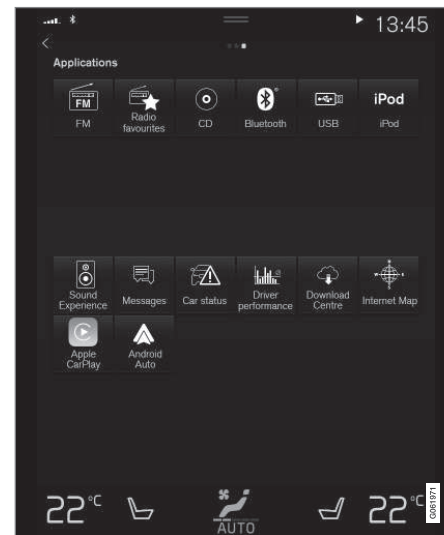 13:45
Applications
FM
iPod
FM
Radio
favourites
CD
Bluetooth
USB
iPod
Sound
Experience
Messages
Car status
Driver
performance
Download
Centre
Internet Map
Apple
CarPlay
Android
Auto
22°C
AUTO
22°C
G061971